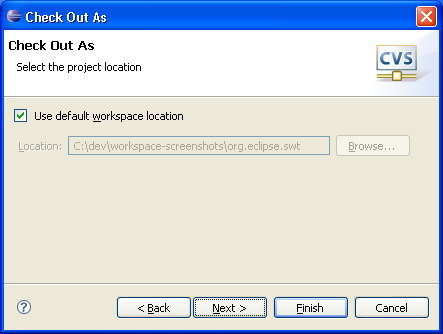 Check Out As
Check Out As
Select the project location
CVS
Use default workspace location
Location: C:\dev\workspace-screenshots\org.eclipse.swt Browse...
? < Back Next > Finish Cancel